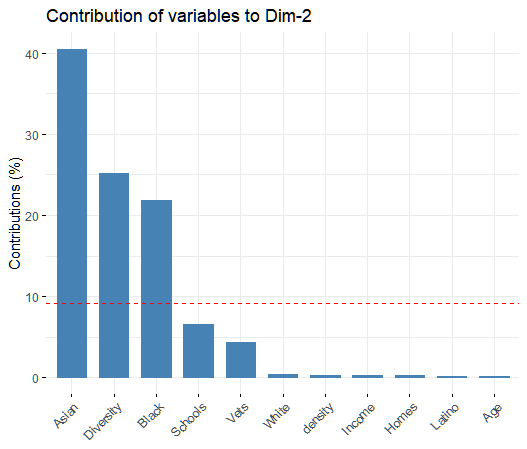 Contribution of variables to Dim-2
Contributions (%)
40
30
20
10
0
Asian
Diversity
Black
Schools
Vets
White
density
Income
Homes
Latino
Age